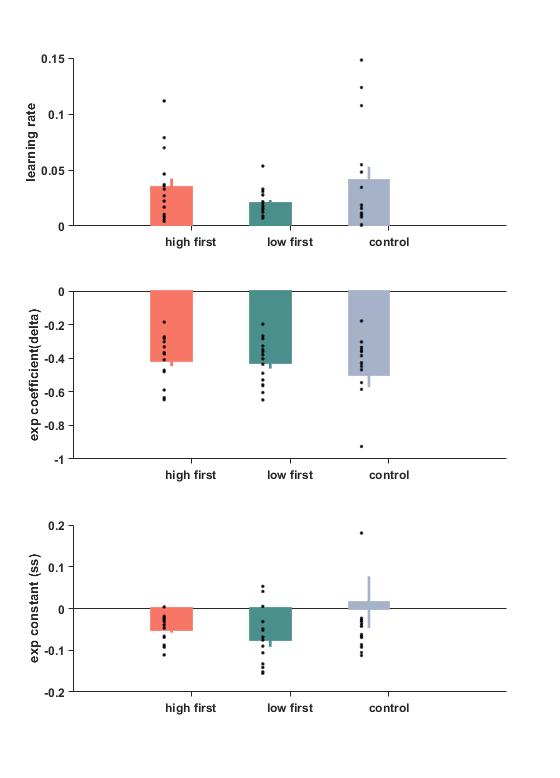 0.15
0.1
0.05
0
learning rate
high first low first control
0
-0.2
-0.4
-0.6
-0.8
-1
exp coefficient(delta)
high first low first control
0.2
0.1
0
-0.1
-0.2
exp constant (ss)
high first low first control